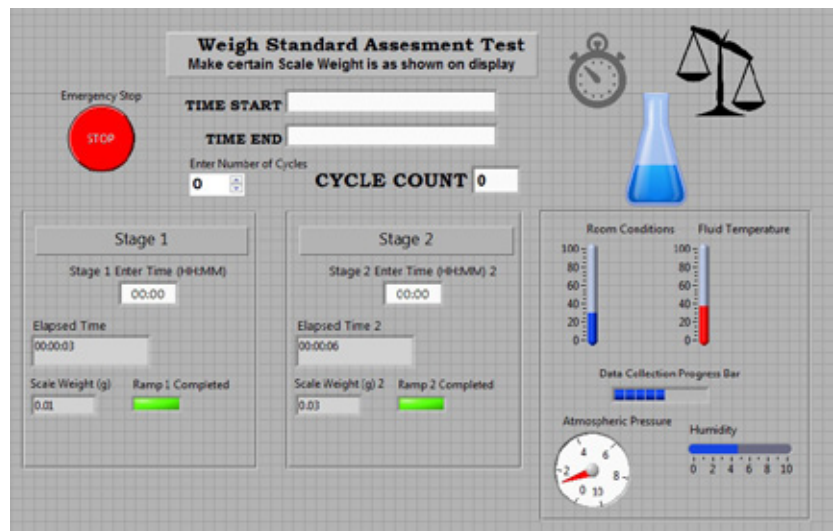 Weigh Standard Assesment Test
Make certain Scale Weight is as shown on display
Emergency Stop
STOP
TIME START
TIME END
Enter Number of Cycles
0
CYCLE COUNT 0
Stage 1
Stage 1 Enter Time (HH:MM)
00:00
Elapsed Time
00:00:03
Scale Weight (g)
Ramp 1 Completed
0.01
Stage 2
Stage 2 Enter Time (HH:MM) 2
00:00
Elapsed Time 2
00:00:06
Scale Weight (g) 2
Ramp 2 Completed
0.03
Room Conditions
100
80
60
40
20
0
Fluid Temperature
100
80
60
40
20
0
Data Collection Progress Bar
Atmospheric Pressure
0
2
4
6
8
10
Humidity
0 2 4 6 8 10